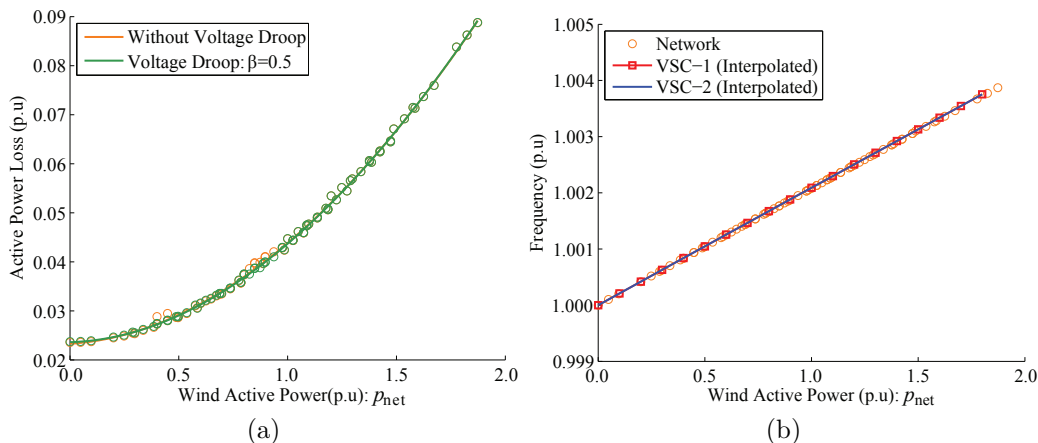 0.09
0.08
0.07
0.06
0.05
0.04
0.03
0.02
Active Power Loss (p.u)
Without Voltage Droop
Voltage Droop: β=0.5
0.0
0.5
1.0
1.5
2.0
Wind Active Power(p.u): pnet
(a)
1.005
1.004
1.003
1.002
1.001
1.000
0.999
Frequency (p.u)
Network
VSC−1 (Interpolated)
VSC−2 (Interpolated)
0.0
0.5
1.0
1.5
2.0
Wind Active Power (p.u): pnet
(b)